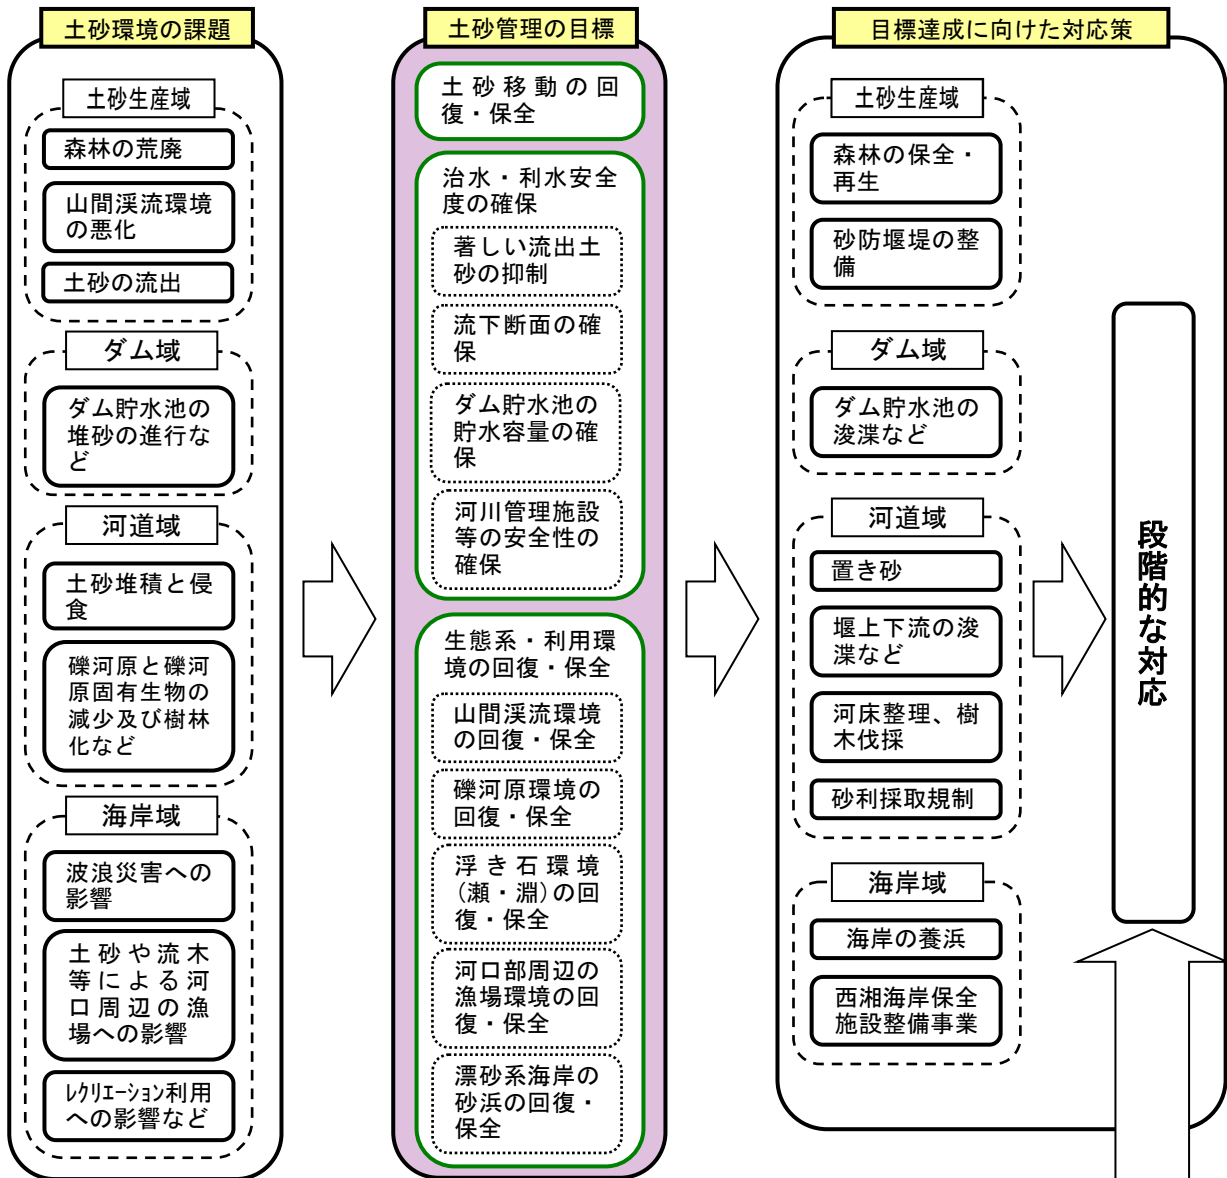 土砂環境の課題
土砂生産域
森林の荒廃
山間渓流環境
の悪化
土砂の流出
ダム域
ダム貯水池の
堆砂の進行な
ど
河道域
土砂堆積と侵
食
礫河原と礫河
原固有生物の
減少及び樹林
化など
海岸域
波浪災害への
影響
土砂や流木
等による河
口周辺の漁
場への影響
ﾚｸﾘｴｰｼｮﾝ利用
への影響など
土砂管理の目標
土砂移動の回
復・保全
治水・利水安全
度の確保
著しい流出土
砂の抑制
流下断面の確
保
ダム貯水池の
貯水容量の確
保
河川管理施設
等の安全性の
確保
生態系・利用環
境の回復・保全
山間渓流環境
の回復・保全
礫河原環境の
回復・保全
浮き石環境
(瀬・淵)の回
復・保全
河口部周辺の
漁場環境の回
復・保全
漂砂系海岸の
砂浜の回復・
保全
目標達成に向けた対応策
土砂生産域
森林の保全・
再生
砂防堰堤の整
備
ダム域
ダム貯水池の
浚渫など
河道域
置き砂
堰上下流の浚
渫など
河床整理、樹
木伐採
砂利採取規制
海岸域
海岸の養浜
西湘海岸保全
施設整備事業
段階的な対応